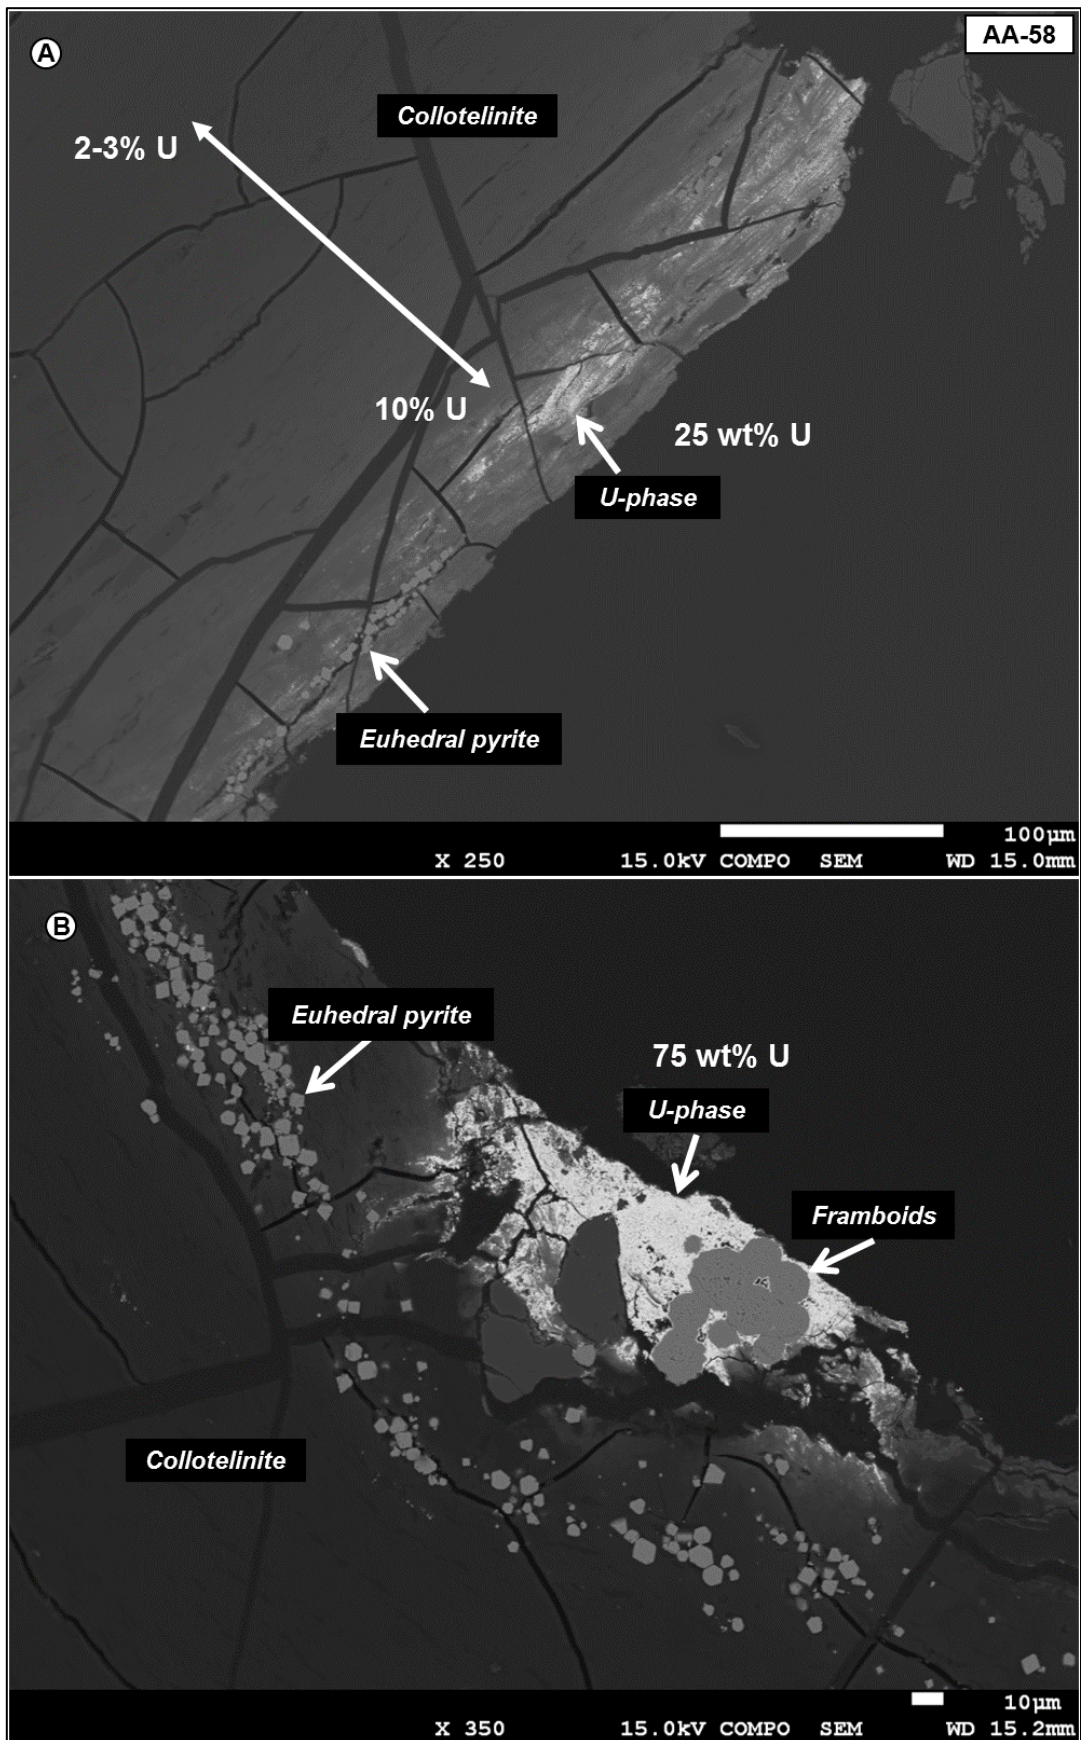 A
AA-58
Collotelinite
2-3% U
10% U
25 wt% U
U-phase
Euhedral pyrite
100µm
X 250 15.0kV COMPO SEM WD 15.0mm
B
Euhedral pyrite
75 wt% U
U-phase
Framboids
Collotelinite
10µm
X 350 15.0kV COMPO SEM WD 15.2mm